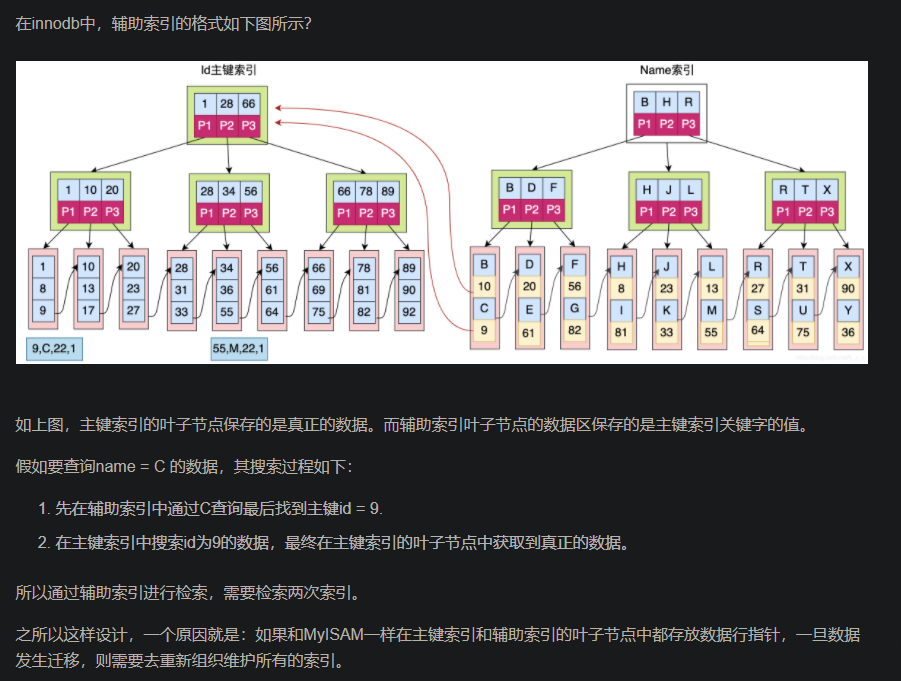 在innodb中，辅助索引的格式如下图所示？
Id主键索引 Name索引
1 28 66 B H R
P1 P2 P3 P1 P2 P3
1 10 20 28 34 56 66 78 89 B D F H J L R T X
P1 P2 P3 P1 P2 P3 P1 P2 P3 P1 P2 P3 P1 P2 P3 P1 P2 P3
1 10 20 28 34 56 66 78 89 B D F H J L R T X
8 13 23 31 36 61 69 81 90 10 20 56 8 23 13 27 31 90
9 17 27 33 55 64 75 82 92 C E G I K M S U Y
9 61 82 81 33 55 64 75 36
9,C,22,1 55,M,22,1
如上图，主键索引的叶子节点保存的是真正的数据。而辅助索引叶子节点的数据区保存的是主键索引关键字的值。
假如要查询name = C 的数据，其搜索过程如下：
1. 先在辅助索引中通过C查询最后找到主键id = 9.
2. 在主键索引中搜索id为9的数据，最终在主键索引的叶子节点中获取到真正的数据。
所以通过辅助索引进行检索，需要检索两次索引。
之所以这样设计，一个原因就是：如果和MyISAM一样在主键索引和辅助索引的叶子节点中都存放数据行指针，一旦数据
发生迁移，则需要去重新组织维护所有的索引。